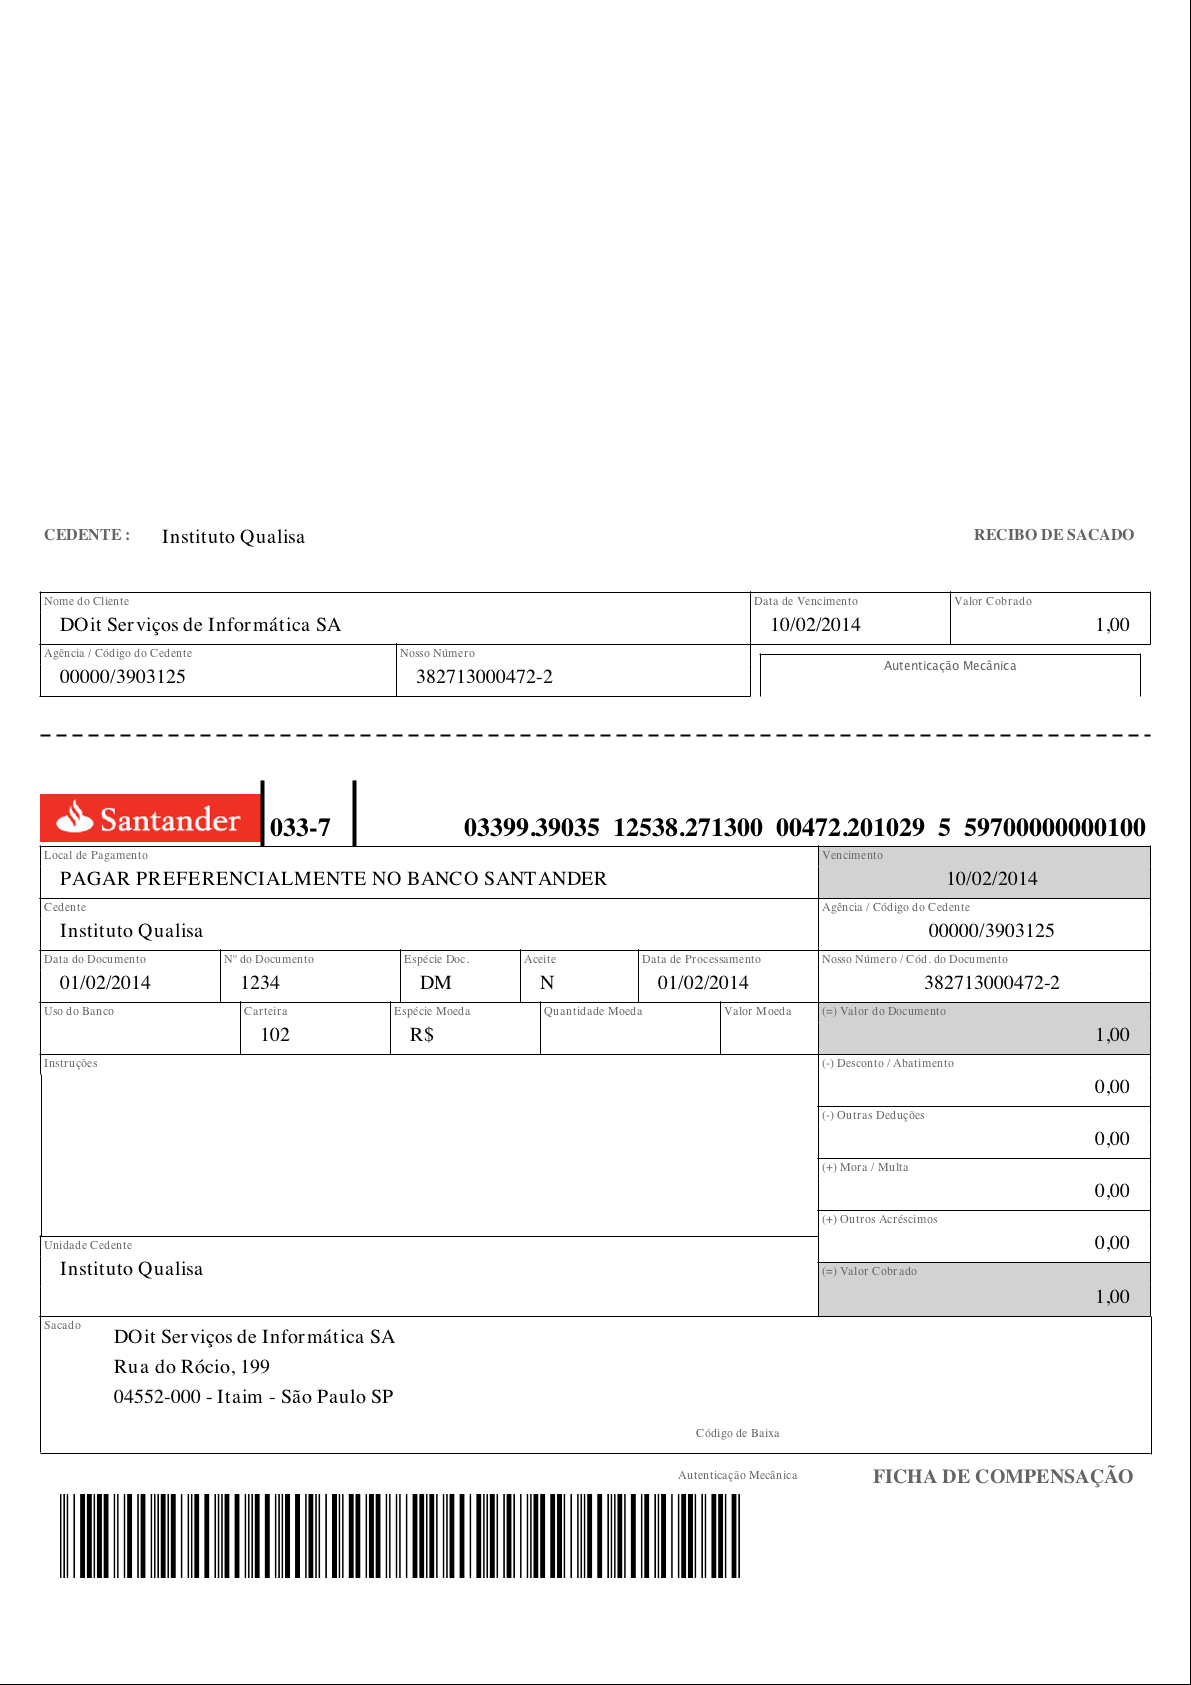 CEDENTE : Instituto Qualisa RECIBO DE SACADO
Nome do Cliente Data de Vencimento Valor Cobrado
DOit Serviços de Informática SA 10/02/2014 1,00
Agência / Código do Cedente Nosso Número Autenticação Mecânica
00000/3903125 382713000472-2
Santander 033-7 03399.39035 12538.271300 00472.201029 5 59700000000100
Local de Pagamento Vencimento
PAGAR PREFERENCIALMENTE NO BANCO SANTANDER 10/02/2014
Cedente Agência / Código do Cedente
Instituto Qualisa 00000/3903125
Data do Documento Nº do Documento Espécie Doc. Aceite Data de Processamento Nosso Número / Cód. do Documento
01/02/2014 1234 DM N 01/02/2014 382713000472-2
Uso do Banco Carteira Espécie Moeda Quantidade Moeda Valor Moeda (=) Valor do Documento
102 R$ 1,00
Instruções (-) Desconto / Abatimento
0,00
(-) Outras Deduções
0,00
(+) Mora / Multa
0,00
(+) Outros Acréscimos
0,00
Unidade Cedente
Instituto Qualisa
(=) Valor Cobrado
1,00
Sacado
DOit Serviços de Informática SA
Rua do Rócio, 199
04552-000 - Itaim - São Paulo SP
Código de Baixa
Autenticação Mecânica FICHA DE COMPENSAÇÃO